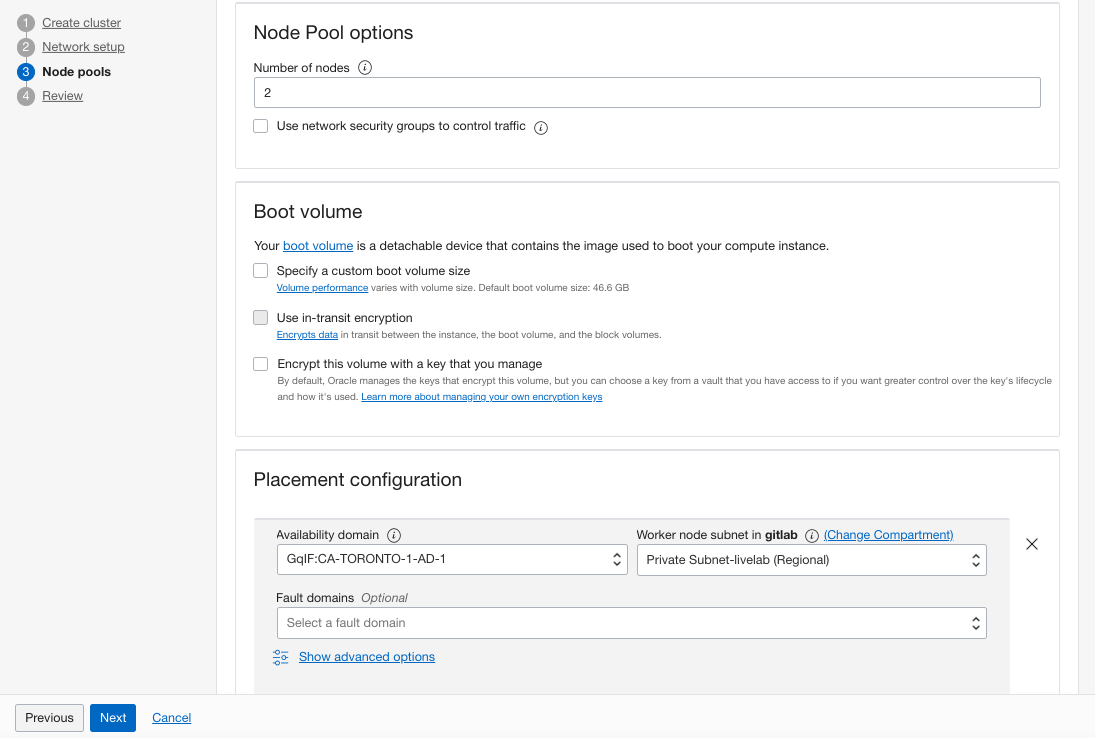 1 Create cluster
2 Network setup
3 Node pools
4 Review
Node Pool options
Number of nodes i
2
Use network security groups to control traffic i
Boot volume
Your boot volume is a detachable device that contains the image used to boot your compute instance.
Specify a custom boot volume size
Volume performance varies with volume size. Default boot volume size: 46.6 GB
Use in-transit encryption
Encrypts data in transit between the instance, the boot volume, and the block volumes.
Encrypt this volume with a key that you manage
By default, Oracle manages the keys that encrypt this volume, but you can choose a key from a vault that you have access to if you want greater control over the key's lifecycle
and how it's used. Learn more about managing your own encryption keys
Placement configuration
Availability domain i
GqIF:CA-TORONTO-1-AD-1
Worker node subnet in gitlab i (Change Compartment)
Private Subnet-livelab (Regional)
Fault domains Optional
Select a fault domain
Show advanced options
Previous Next Cancel